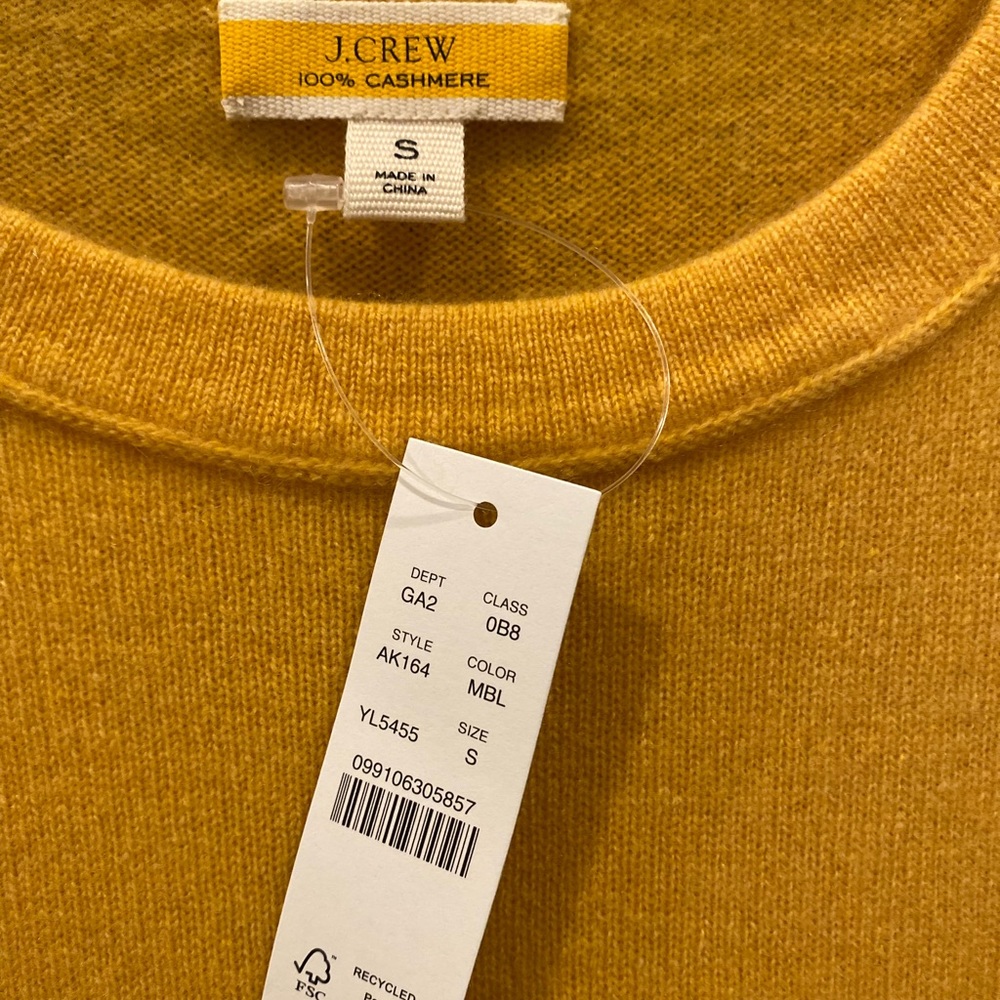 J.CREW
100% CASHMERE
S
MADE IN
CHINA
DEPT
GA2
CLASS
0B8
STYLE
AK164
COLOR
MBL
YL5455
SIZE
S
099106305857
FSC
RECYCLED